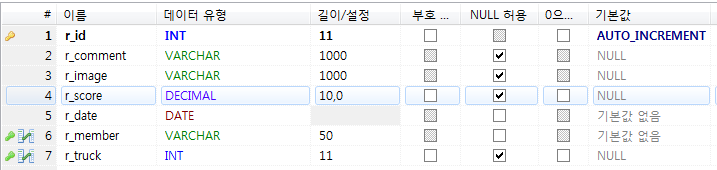 # 이름 데이터 유형 길이/설정 부호 ... NULL 허용 0으... 기본값
1 r_id INT 11 AUTO_INCREMENT
2 r_comment VARCHAR 1000 NULL
3 r_image VARCHAR 1000 NULL
4 r_score DECIMAL 10,0 NULL
5 r_date DATE 기본값 없음
6 r_member VARCHAR 50 기본값 없음
7 r_truck INT 11 NULL